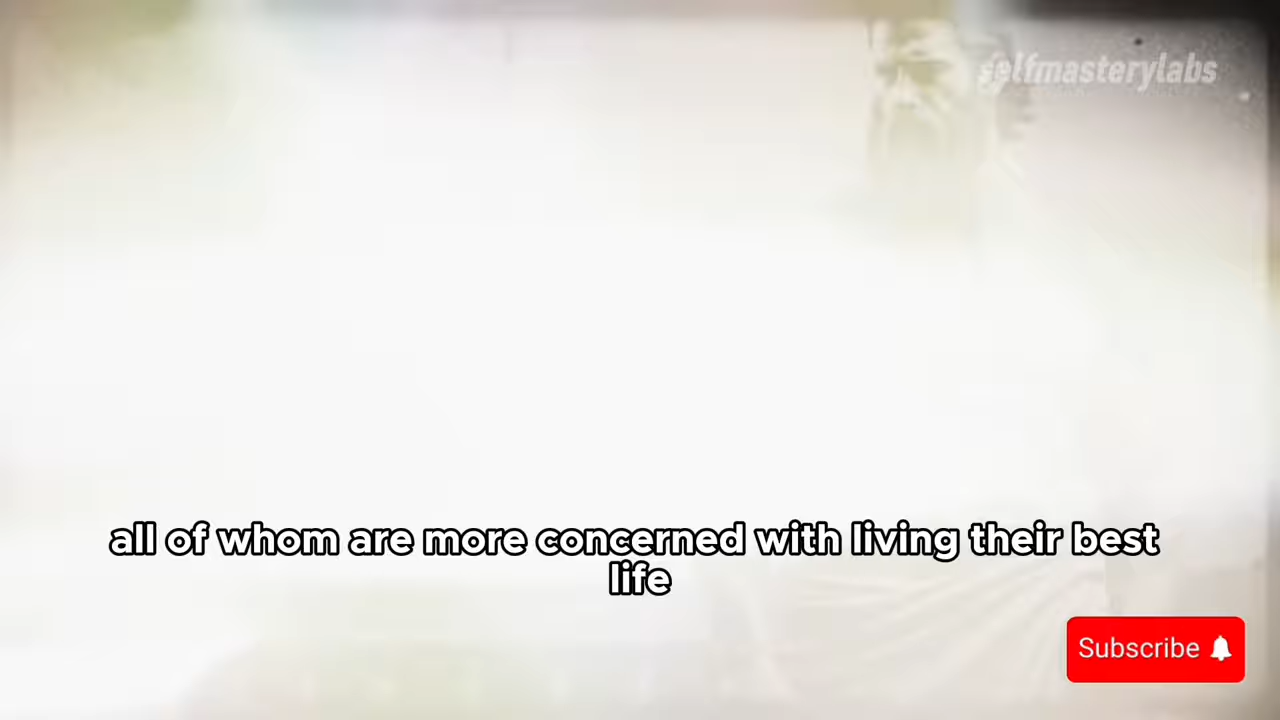 selfmasterylabs
all of whom are more concerned with living their best
life
Subscribe